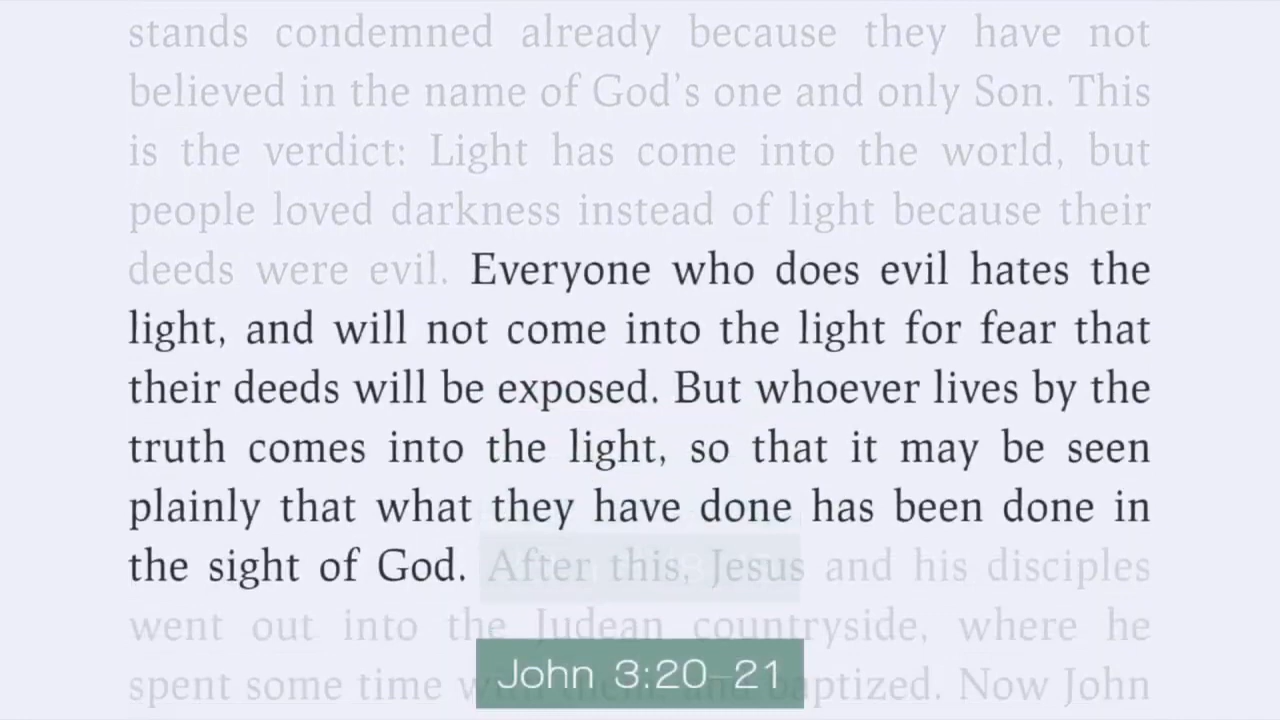 stands condemned already because they have not
believed in the name of God's one and only Son. This
is the verdict: Light has come into the world, but
people loved darkness instead of light because their
deeds were evil. Everyone who does evil hates the
light, and will not come into the light for fear that
their deeds will be exposed. But whoever lives by the
truth comes into the light, so that it may be seen
plainly that what they have done has been done in
the sight of God. After this, Jesus and his disciples
went out into the Judean countryside, where he
spent some time with them and baptized. Now John
John 3:20–21